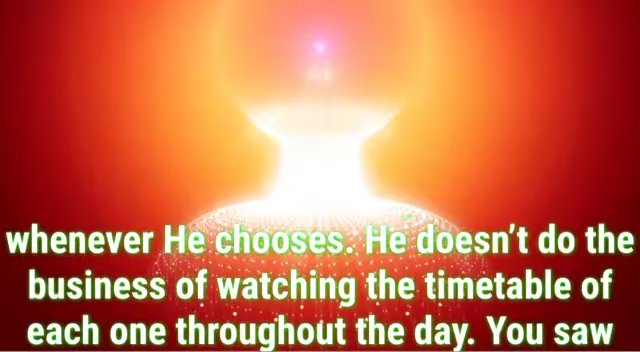 whenever He chooses. He doesn’t do the
business of watching the timetable of
each one throughout the day. You saw